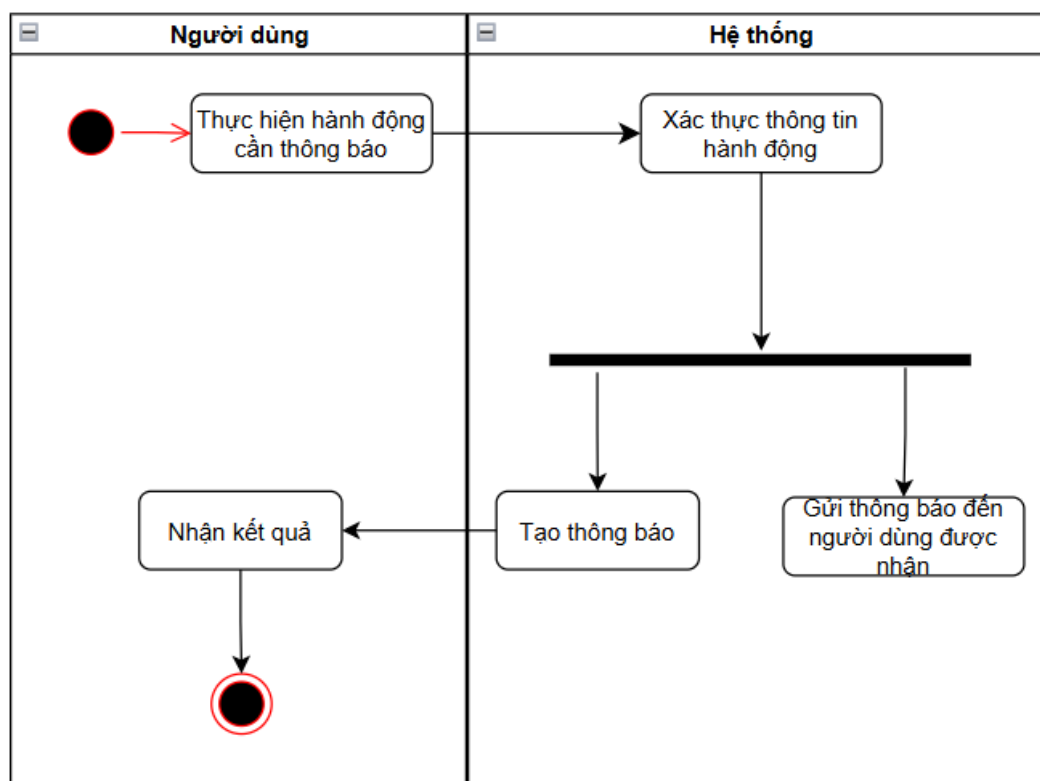 Người dùng
Hệ thống
Thực hiện hành động
cần thông báo
Xác thực thông tin
hành động
Nhận kết quả
Tạo thông báo
Gửi thông báo đến
người dùng được
nhận